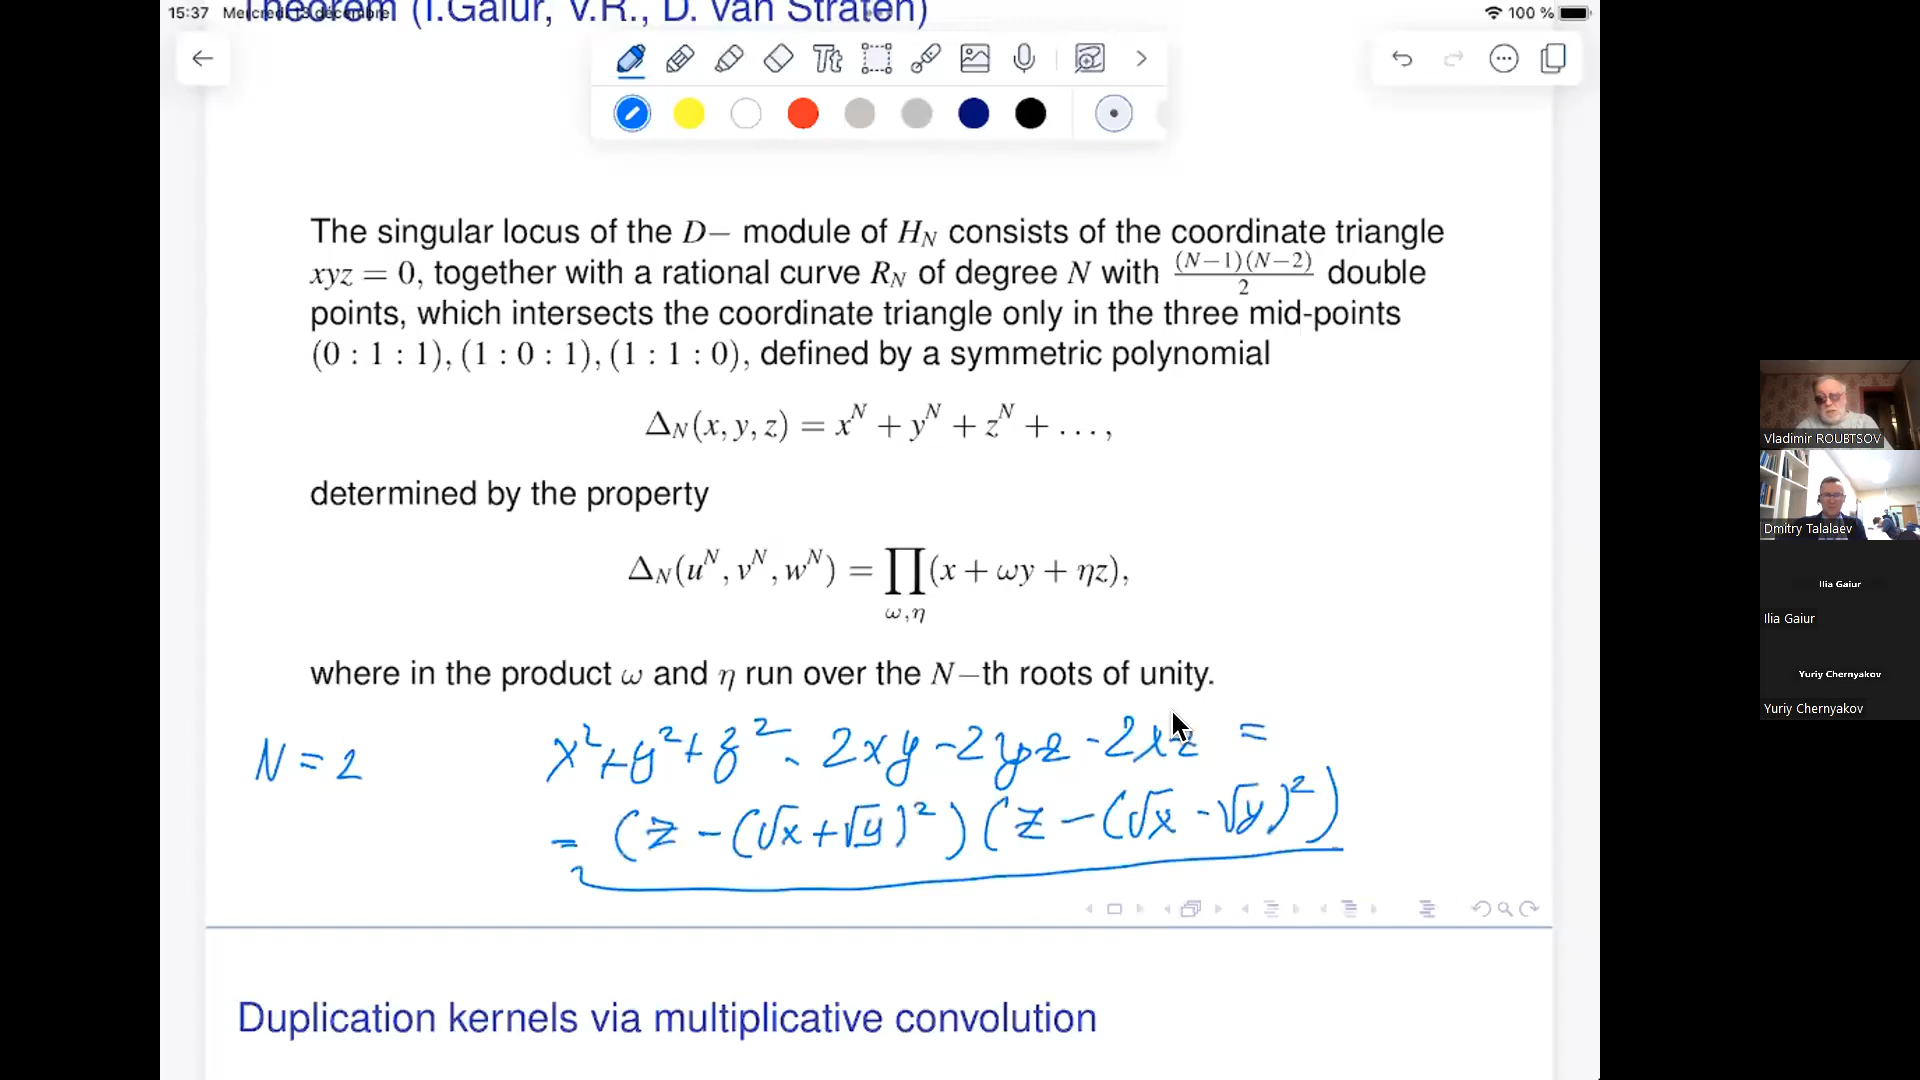 15:37 Mercredi 13 décembre
100 %
Theorem (I.Gaiur, V.R., D. van Straten)
Tt
The singular locus of the D− module of H_N consists of the coordinate triangle
xyz = 0, together with a rational curve R_N of degree N with (N−1)(N−2)/2 double
points, which intersects the coordinate triangle only in the three mid-points
(0 : 1 : 1), (1 : 0 : 1), (1 : 1 : 0), defined by a symmetric polynomial
Δ_N(x, y, z) = x^N + y^N + z^N + . . . ,
determined by the property
Δ_N(u^N, v^N, w^N) = ∏_{ω,η} (x + ωy + ηz),
where in the product ω and η run over the N−th roots of unity.
N = 2
x² + y² + z² - 2xy - 2yz - 2xz =
= (z - (√x + √y)²)(z - (√x - √y)²)
Duplication kernels via multiplicative convolution
Vladimir ROUBTSOV
Dmitry Talalaev
Ilia Gaiur
Ilia Gaiur
Yuriy Chernyakov
Yuriy Chernyakov